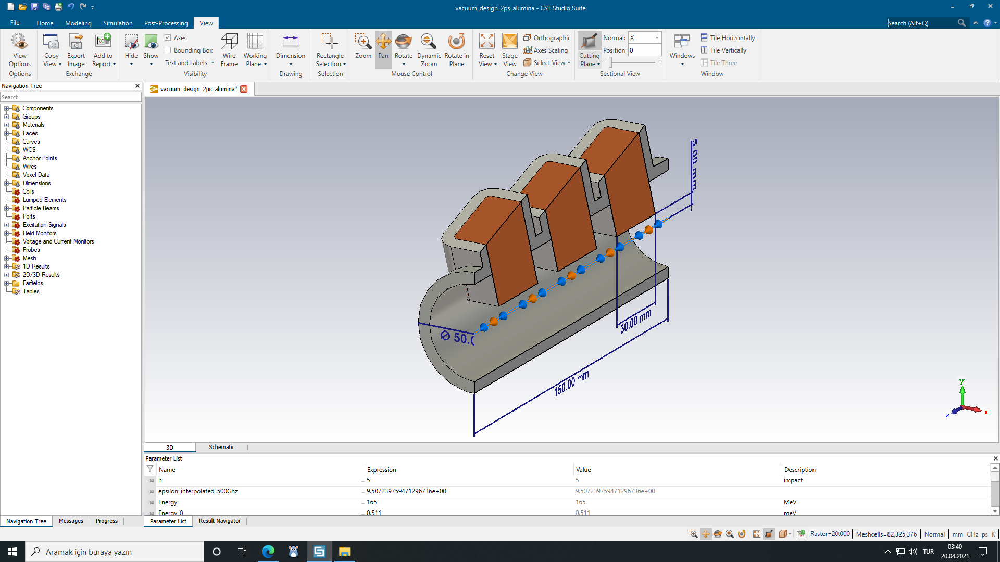 vacuum_design_2ps_alumina - CST Studio Suite
File
Home
Modeling
Simulation
Post-Processing
View
Search (Alt+Q)
View Options
Copy View
Export Image
Add to Report
Hide
Show
Axes
Bounding Box
Text and Labels
Wire Frame
Working Plane
Dimension
Rectangle Selection
Zoom
Pan
Rotate
Dynamic Zoom
Rotate in Plane
Reset View
Stage View
Orthographic
Axes Scaling
Select View
Cutting Plane
Normal: X
Position: 0
Windows
Tile Horizontally
Tile Vertically
Tile Three
Options
Exchange
Visibility
Drawing
Selection
Mouse Control
Change View
Sectional View
Window
Navigation Tree
vacuum_design_2ps_alumina*
Search
Components
Groups
Materials
Faces
Curves
WCS
Anchor Points
Wires
Voxel Data
Dimensions
Coils
Lumped Elements
Particle Beams
Ports
Excitation Signals
Field Monitors
Voltage and Current Monitors
Probes
Mesh
1D Results
2D/3D Results
Farfields
Tables
5.00 mm
30.00 mm
Ø 50.0
150.00 mm
y
x
z
3D
Schematic
Parameter List
Name Expression Value Description
h = 5 5 impact
epsilon_interpolated_500Ghz = 9.507239759471296736e+00 9.507239759471296736e+00
Energy = 165 165 MeV
Energy_0 = 0.511 0.511 meV
Navigation Tree
Messages
Progress
Parameter List
Result Navigator
Raster=20.000
Meshcells=82,325,376
Normal
mm GHz ps K
Aramak için buraya yazın
TUR
03:40
20.04.2021